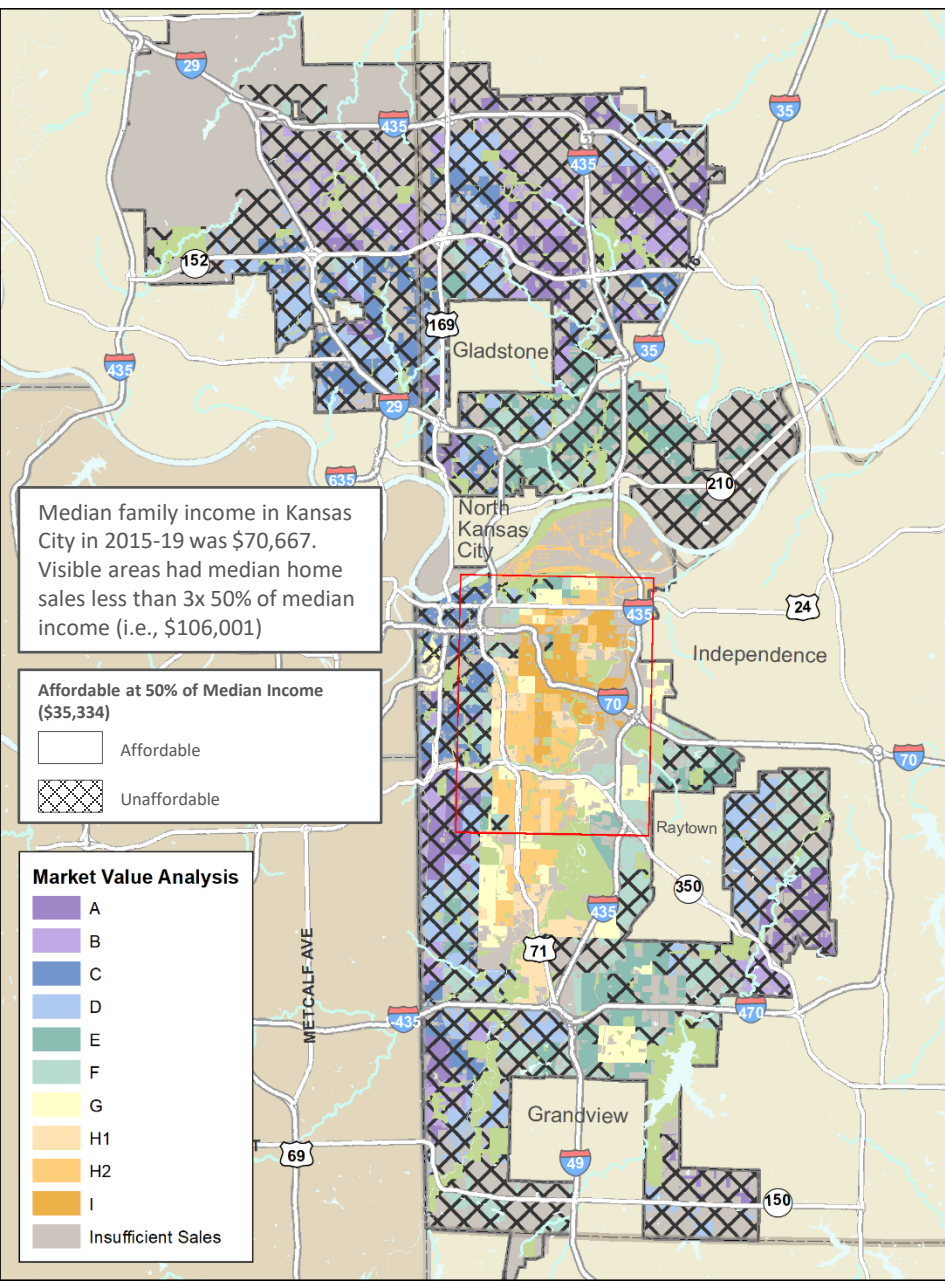 29
35
435
435
152
169
Gladstone
435
35
29
635
210
Median family income in Kansas
City in 2015-19 was $70,667.
Visible areas had median home
sales less than 3x 50% of median
income (i.e., $106,001)
North
Kansas
City
24
435
Independence
Affordable at 50% of Median Income
($35,334)
Affordable
Unaffordable
70
70
Raytown
Market Value Analysis
A
B
C
D
E
F
G
H1
H2
I
Insufficient Sales
350
435
71
METCALF AVE
435
470
Grandview
69
49
150